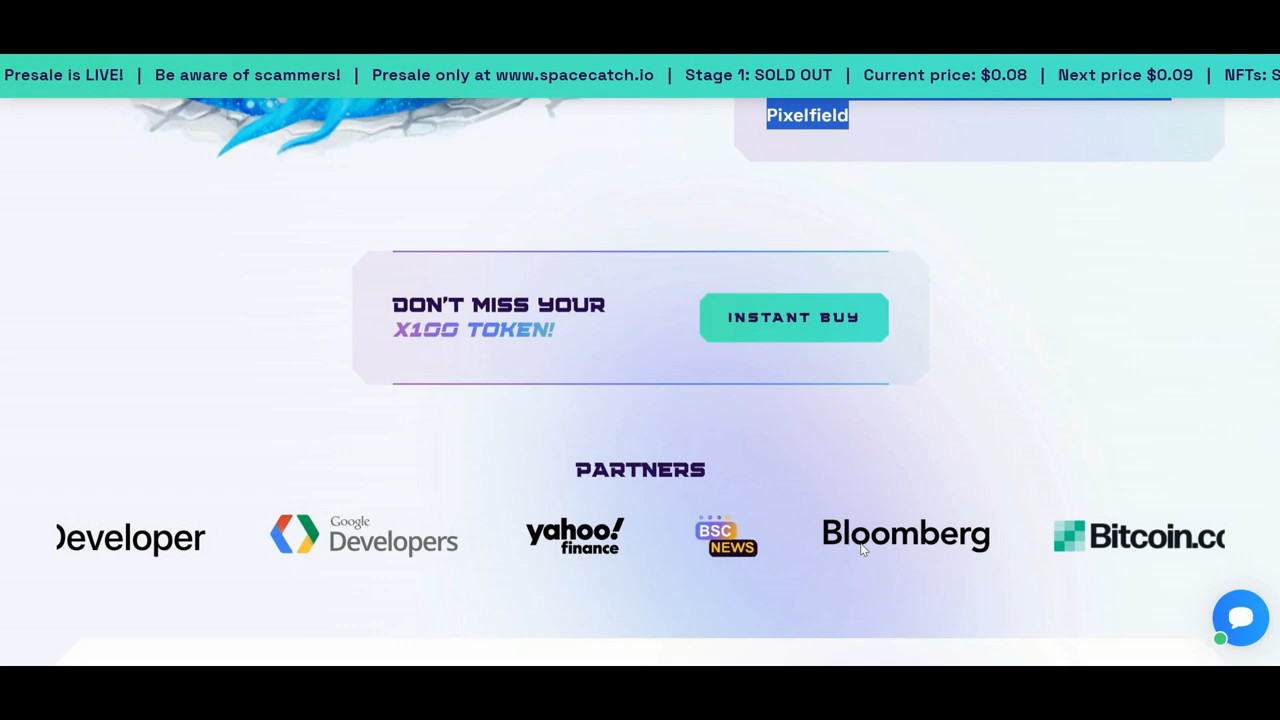 Presale is LIVE! | Be aware of scammers! | Presale only at www.spacecatch.io | Stage 1: SOLD OUT | Current price: $0.08 | Next price $0.09 | NFTs: S
Pixelfield
DON'T MISS YOUR
X100 TOKEN!
INSTANT BUY
PARTNERS
Developer
Google Developers
yahoo! finance
BSC NEWS
Bloomberg
Bitcoin.co